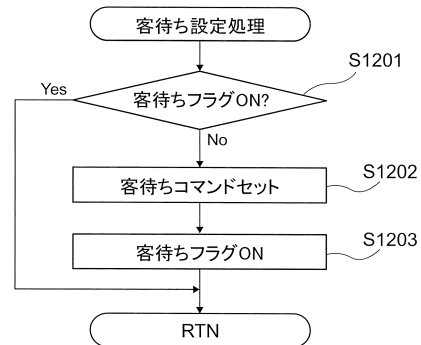 客待ち設定処理
S1201
Yes
客待ちフラグON?
No
S1202
客待ちコマンドセット
S1203
客待ちフラグON
RTN